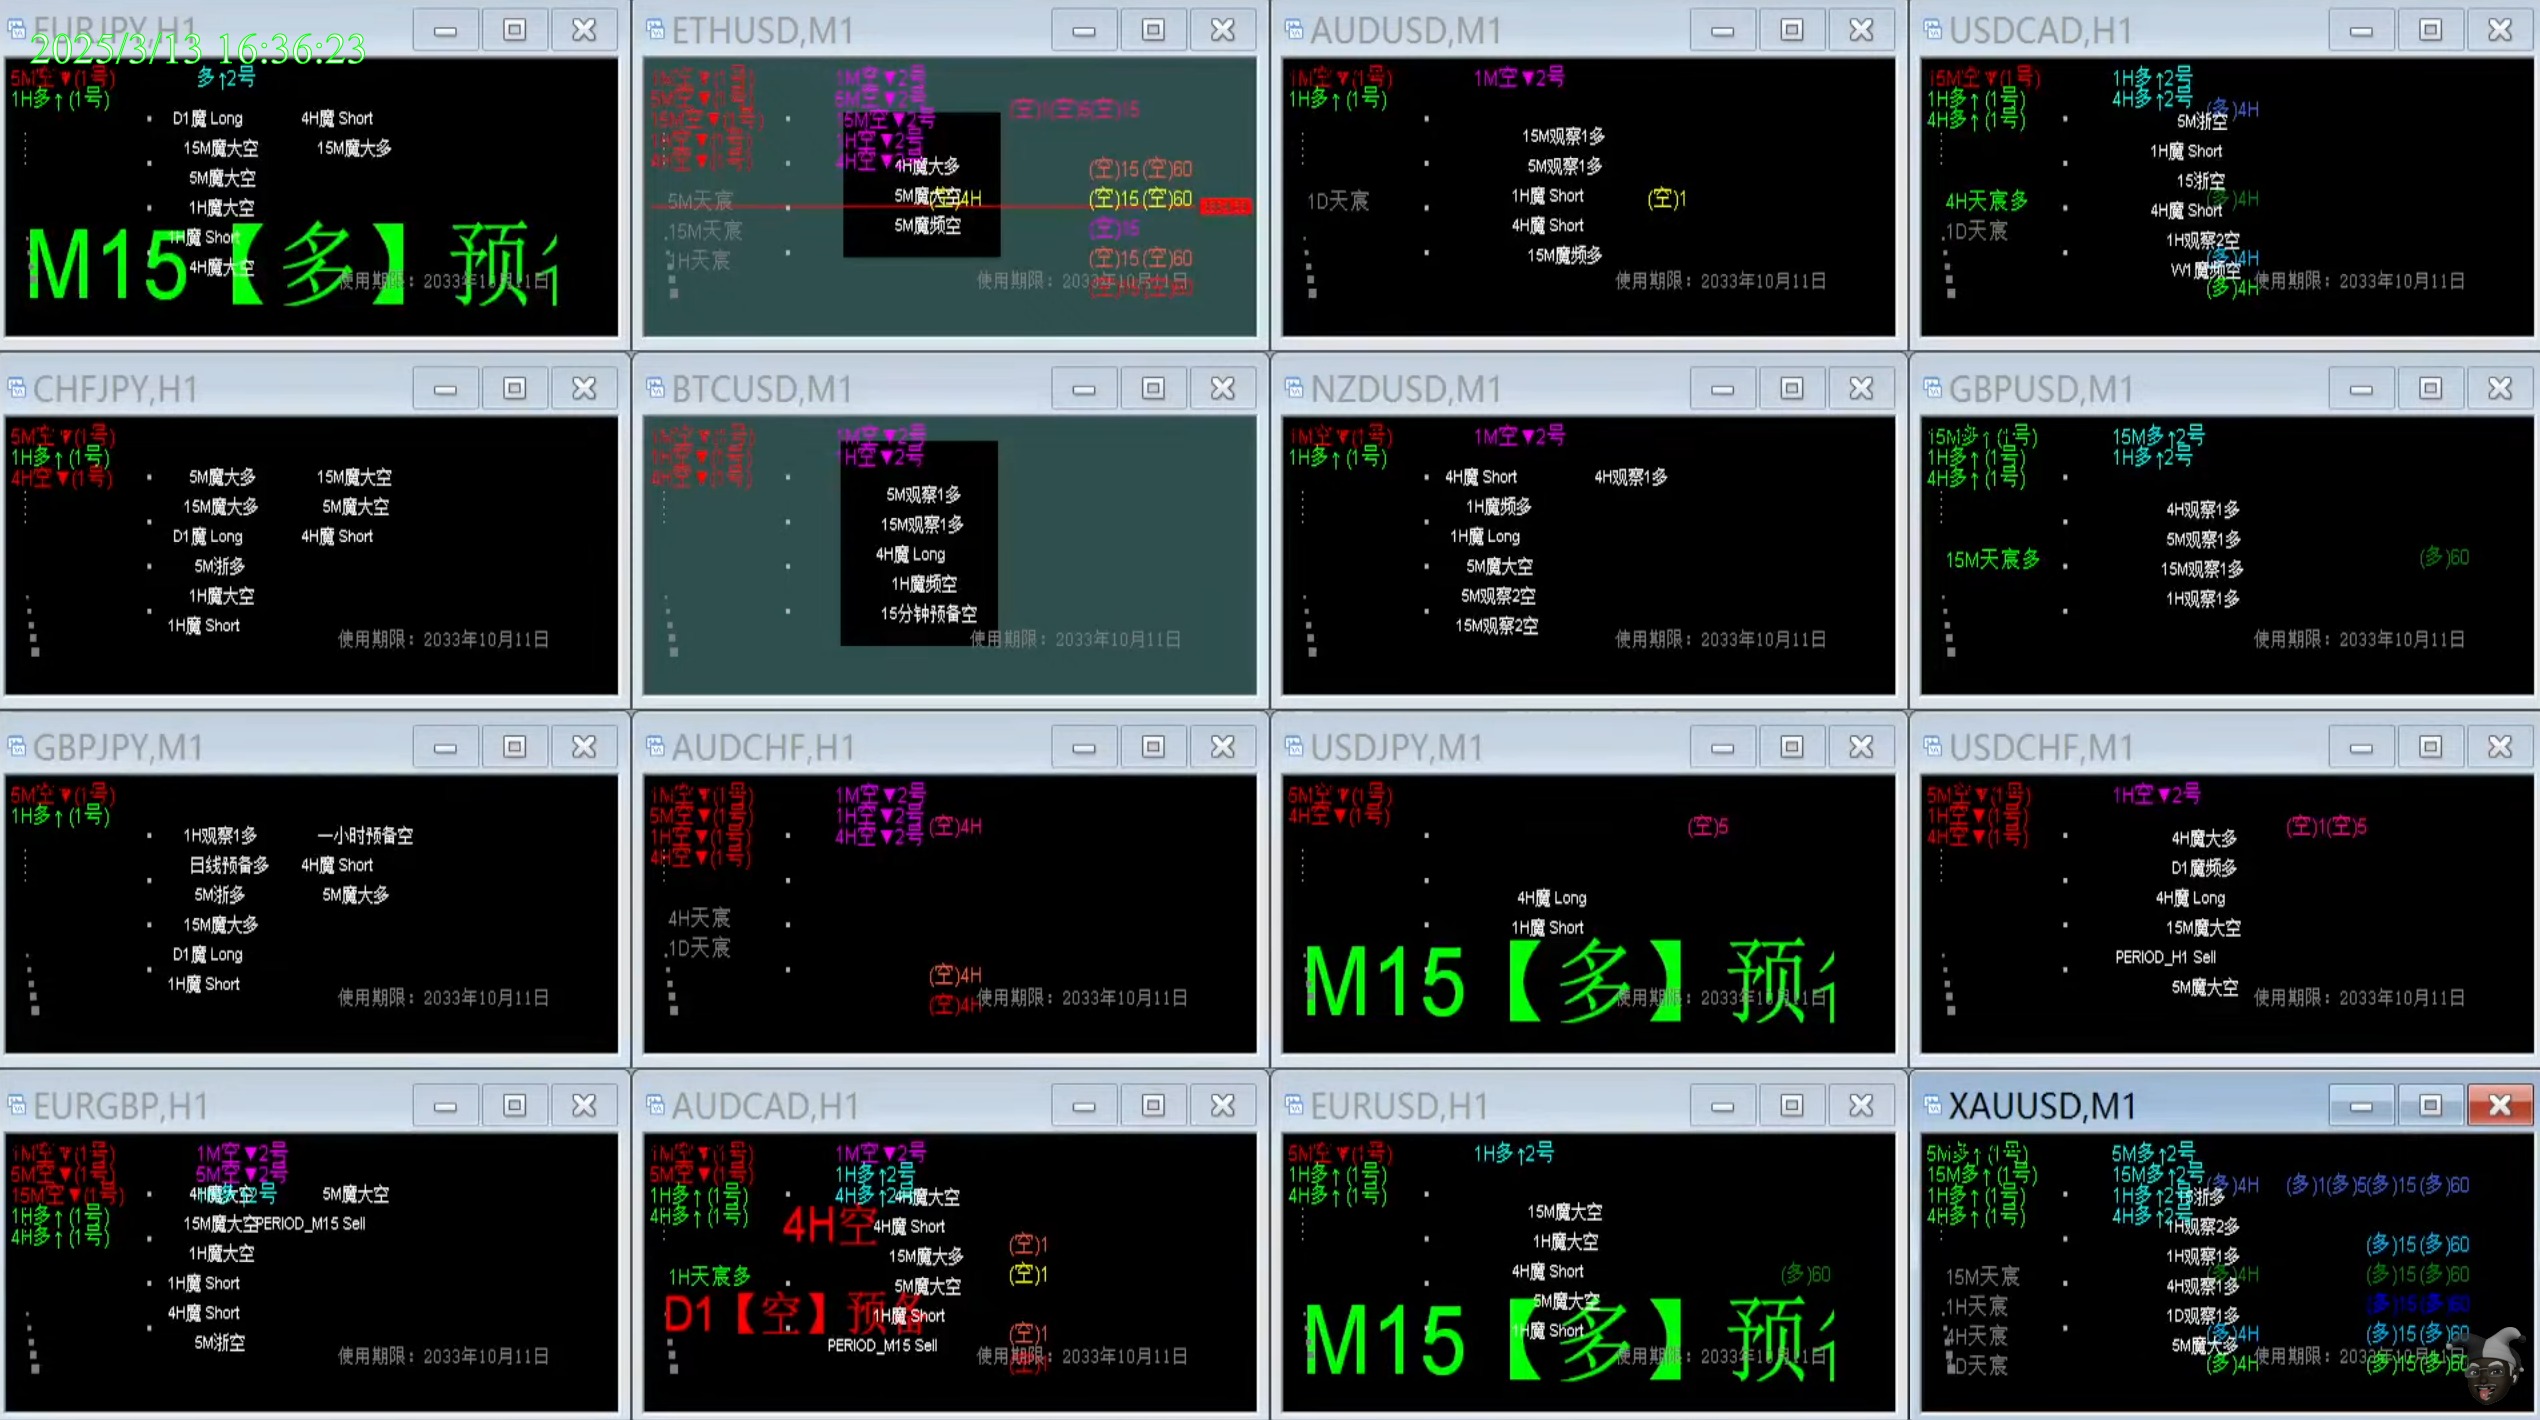 EURJPY,H1
2025/3/13 16:36:23
5M空▼(1号)
多↑2号
1H多↑(1号)
D1魔 Long 4H魔 Short
15M魔大空 15M魔大多
5M魔大空
1H魔大空
1H魔 Short
4H魔大空
M15【多】预
使用期限：2033年10月11日
ETHUSD,M1
1M空▼(1号) 1M空▼2号
5M空▼(1号) 5M空▼2号
15M空▼(1号) 15M空▼2号
1H空▼(1号) 1H空▼2号
4H空▼(1号) 4H空▼2号
(空)1(空)5(空)15
4H魔大多 (空)15(空)60
5M天宸 5M魔大空 (空)4H (空)15(空)60
15M天宸 5M魔频空 (空)15
1H天宸 (空)15(空)60
使用期限：2033年10月11日
AUDUSD,M1
1M空▼(1号) 1M空▼2号
1H多↑(1号)
15M观察1多
5M观察1多
1D天宸 1H魔 Short (空)1
4H魔 Short
15M魔频多
使用期限：2033年10月11日
USDCAD,H1
15M空▼(1号) 1H多↑2号
1H多↑(1号) 4H多↑2号
4H多↑(1号) (多)4H
5M浙空
1H魔 Short
15浙空
4H天宸多 (多)4H
4H魔 Short
1D天宸 1H观察2空
(多)4H
W1魔频空
(多)4H
使用期限：2033年10月11日
CHFJPY,H1
5M空▼(1号)
1H多↑(1号)
4H空▼(1号)
5M魔大多 15M魔大空
15M魔大多 5M魔大空
D1魔 Long 4H魔 Short
5M浙多
1H魔大空
1H魔 Short
使用期限：2033年10月11日
BTCUSD,M1
1M空▼(1号) 1M空▼2号
1H空▼(1号) 1H空▼2号
4H空▼(1号)
5M观察1多
15M观察1多
4H魔 Long
1H魔频空
15分钟预备空
使用期限：2033年10月11日
NZDUSD,M1
1M空▼(1号) 1M空▼2号
1H多↑(1号)
4H魔 Short 4H观察1多
1H魔频多
1H魔 Long
5M魔大空
5M观察2空
15M观察2空
使用期限：2033年10月11日
GBPUSD,M1
15M多↑(1号) 15M多↑2号
1H多↑(1号) 1H多↑2号
4H多↑(1号)
4H观察1多
5M观察1多
15M天宸多 (多)60
15M观察1多
1H观察1多
使用期限：2033年10月11日
GBPJPY,M1
5M空▼(1号)
1H多↑(1号)
1H观察1多 一小时预备空
日线预备多 4H魔 Short
5M浙多 5M魔大多
15M魔大多
D1魔 Long
1H魔 Short
使用期限：2033年10月11日
AUDCHF,H1
1M空▼(1号) 1M空▼2号
5M空▼(1号) 1H空▼2号
1H空▼(1号) 4H空▼2号
4H空▼(1号) (空)4H
4H天宸
1D天宸
(空)4H
(空)4H
使用期限：2033年10月11日
USDJPY,M1
5M空▼(1号)
4H空▼(1号)
(空)5
4H魔 Long
1H魔 Short
M15【多】预
使用期限：2033年10月11日
USDCHF,M1
5M空▼(1号) 1H空▼2号
1H空▼(1号)
4H空▼(1号) (空)1(空)5
4H魔大多
D1魔频多
4H魔 Long
15M魔大空
PERIOD_H1 Sell
5M魔大空
使用期限：2033年10月11日
EURGBP,H1
1M空▼(1号) 1M空▼2号
5M空▼(1号) 5M空▼2号
15M空▼(1号)
1H多↑(1号)
4H多↑(1号)
4H魔大空 5M魔大空
15M魔大空 PERIOD_M15 Sell
1H魔大空
1H魔 Short
4H魔 Short
5M浙空
使用期限：2033年10月11日
AUDCAD,H1
1M空▼(1号) 1M空▼2号
5M空▼(1号) 1H多↑2号
1H多↑(1号) 4H多↑2号
4H多↑(1号)
4H魔大空
4H空 4H魔 Short
15M魔大多 (空)1
1H天宸多 5M魔大空 (空)1
D1【空】预备
1H魔 Short
(空)1
PERIOD_M15 Sell
使用期限：2033年10月11日
EURUSD,H1
5M空▼(1号) 1H多↑2号
1H多↑(1号)
4H多↑(1号)
15M魔大空
1H魔大空
4H魔 Short (多)60
5M魔大空
1H魔 Short
M15【多】预
使用期限：2033年10月11日
XAUUSD,M1
5M多↑(1号) 5M多↑2号
15M多↑(1号) 15M多↑2号
1H多↑(1号) 1H多↑2号
4H多↑(1号) 4H多↑2号
(多)4H (多)1(多)5(多)15(多)60
1H观察2多
1H观察1多 (多)15(多)60
15M天宸 4H观察1多 (多)4H (多)15(多)60
1H天宸 1D观察1多 (多)15(多)60
4H天宸 5M魔大多 (多)4H (多)15(多)60
1D天宸 (多)4H (多)15(多)60
使用期限：2033年10月11日